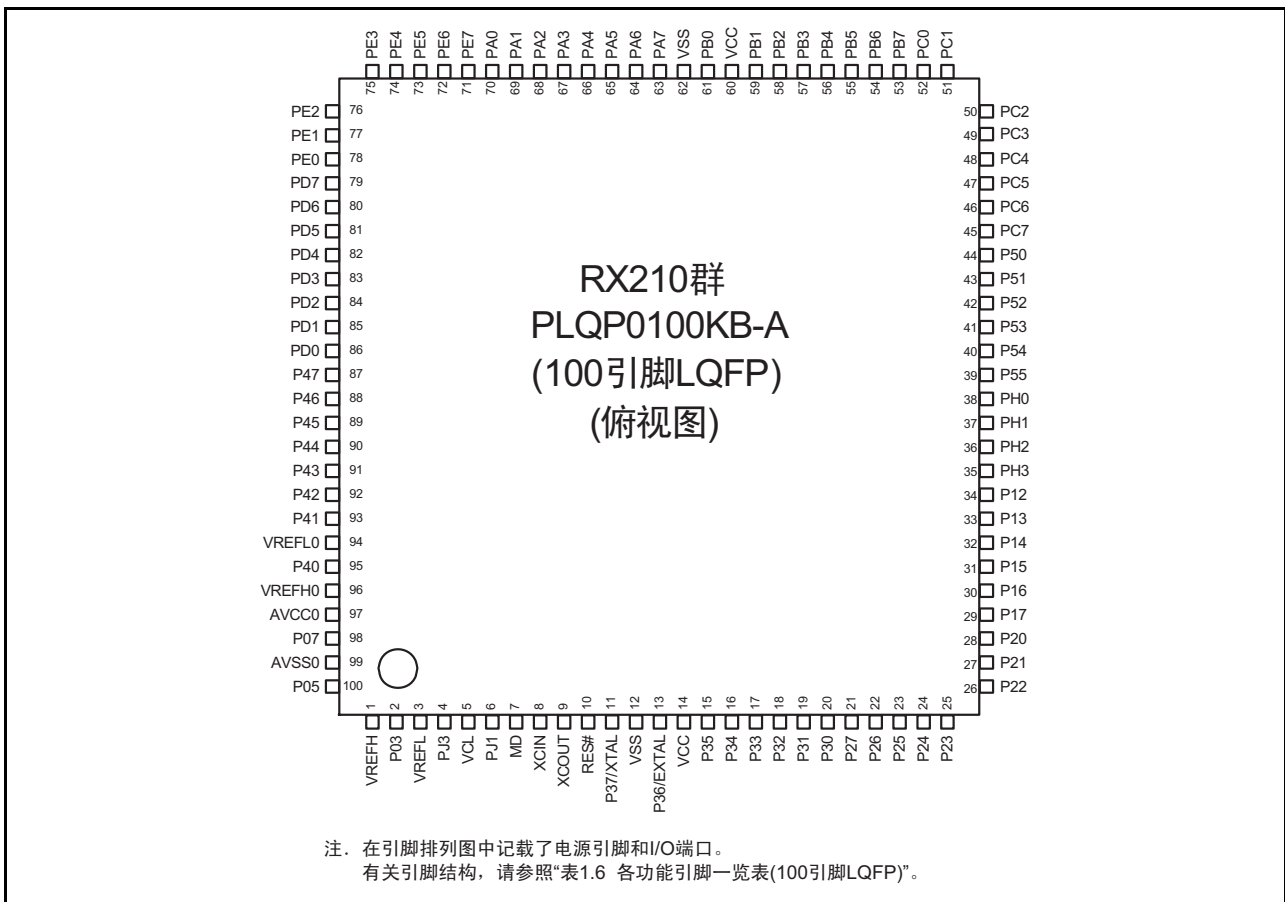 PE3 PE4 PE5 PE6 PE7 PA0 PA1 PA2 PA3 PA4 PA5 PA6 PA7 VSS PB0 VCC PB1 PB2 PB3 PB4 PB5 PB6 PB7 PC0 PC1
75 74 73 72 71 70 69 68 67 66 65 64 63 62 61 60 59 58 57 56 55 54 53 52 51
PE2 76
PE1 77
PE0 78
PD7 79
PD6 80
PD5 81
PD4 82
PD3 83
PD2 84
PD1 85
PD0 86
P47 87
P46 88
P45 89
P44 90
P43 91
P42 92
P41 93
VREFL0 94
P40 95
VREFH0 96
AVCC0 97
P07 98
AVSS0 99
P05 100
RX210群
PLQP0100KB-A
(100引脚LQFP)
(俯视图)
50 PC2
49 PC3
48 PC4
47 PC5
46 PC6
45 PC7
44 P50
43 P51
42 P52
41 P53
40 P54
39 P55
38 PH0
37 PH1
36 PH2
35 PH3
34 P12
33 P13
32 P14
31 P15
30 P16
29 P17
28 P20
27 P21
26 P22
1 2 3 4 5 6 7 8 9 10 11 12 13 14 15 16 17 18 19 20 21 22 23 24 25
VREFH P03 VREFL PJ3 VCL PJ1 MD XCIN XCOUT RES# P37/XTAL VSS P36/EXTAL VCC P35 P34 P33 P32 P31 P30 P27 P26 P25 P24 P23
注. 在引脚排列图中记载了电源引脚和I/O端口。
有关引脚结构，请参照“表1.6 各功能引脚一览表(100引脚LQFP)”。